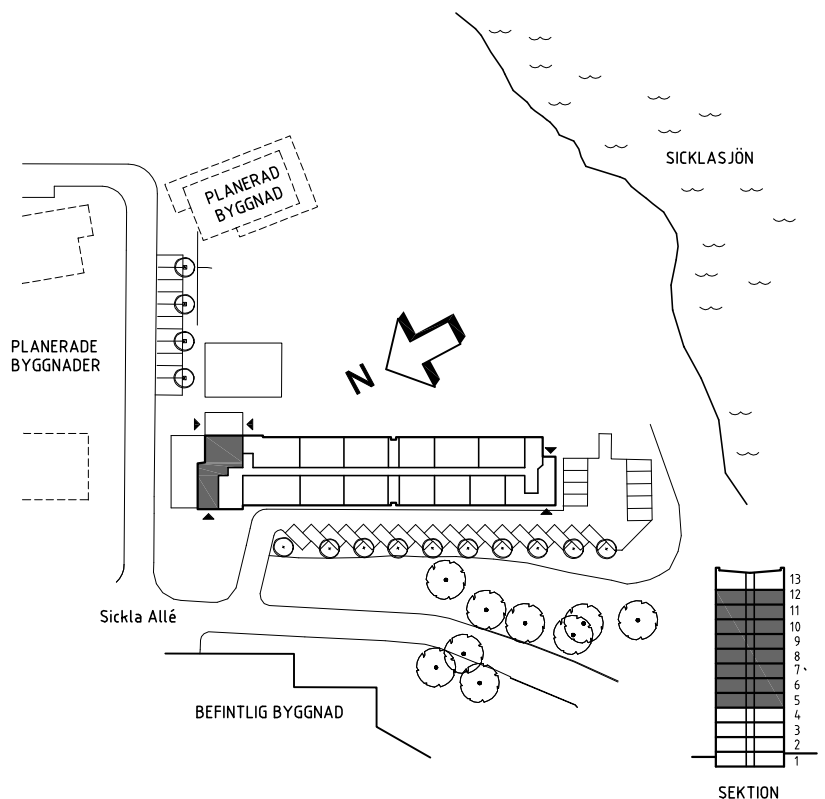 SICKLASJÖN
PLANERAD
BYGGNAD
PLANERADE
BYGGNADER
N
Sickla Allé
BEFINTLIG BYGGNAD
13
12
11
10
9
8
7
6
5
4
3
2
1
SEKTION